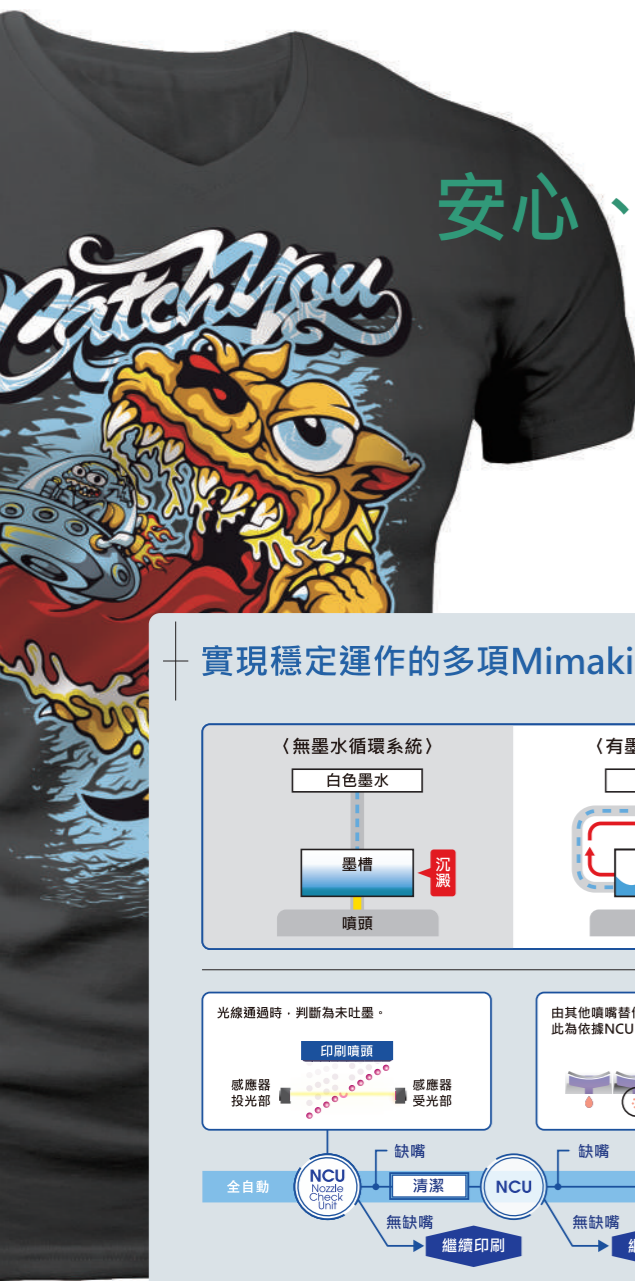 安心、
Catch You
實現穩定運作的多項Mimaki
〈無墨水循環系統〉
白色墨水
墨槽
沉澱
噴頭
〈有墨
光線通過時，判斷為未吐墨。
印刷噴頭
感應器
投光部
感應器
受光部
由其他噴嘴替
此為依據NCU
全自動
NCU
Nozzle
Check
Unit
缺嘴
清潔
無缺嘴
繼續印刷
NCU
缺嘴
無缺嘴